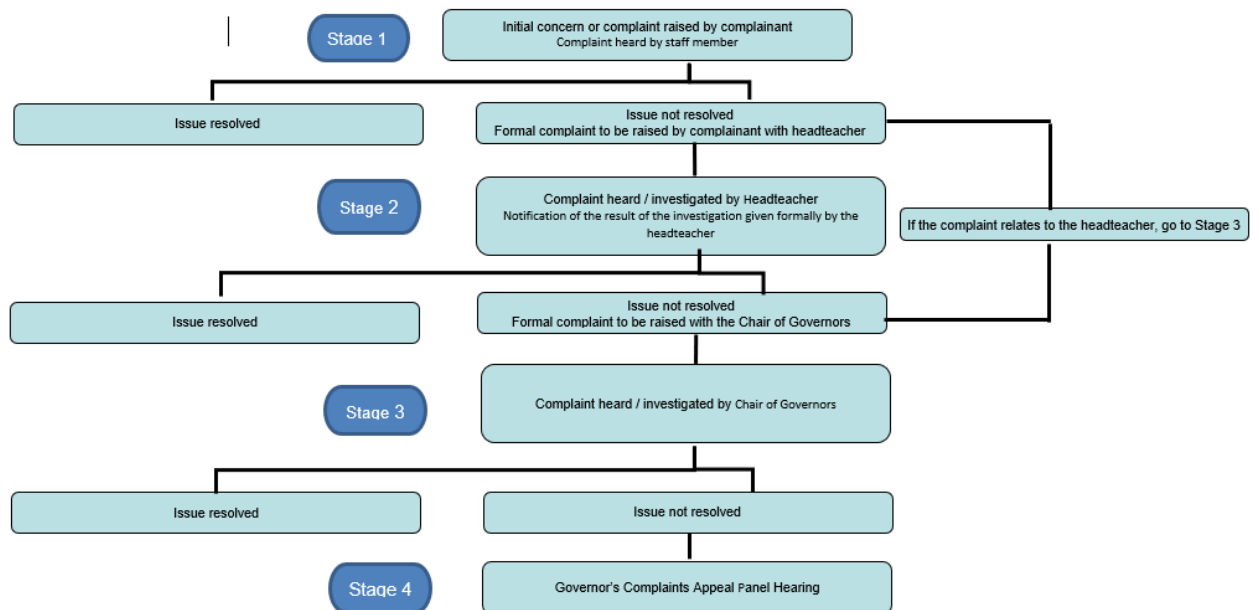 Stage 1
Initial concern or complaint raised by complainant
Complaint heard by staff member
Issue resolved
Issue not resolved
Formal complaint to be raised by complainant with headteacher
Stage 2
Complaint heard / investigated by Headteacher
Notification of the result of the investigation given formally by the
headteacher
If the complaint relates to the headteacher, go to Stage 3
Issue resolved
Issue not resolved
Formal complaint to be raised with the Chair of Governors
Stage 3
Complaint heard / investigated by Chair of Governors
Issue resolved
Issue not resolved
Stage 4
Governor's Complaints Appeal Panel Hearing